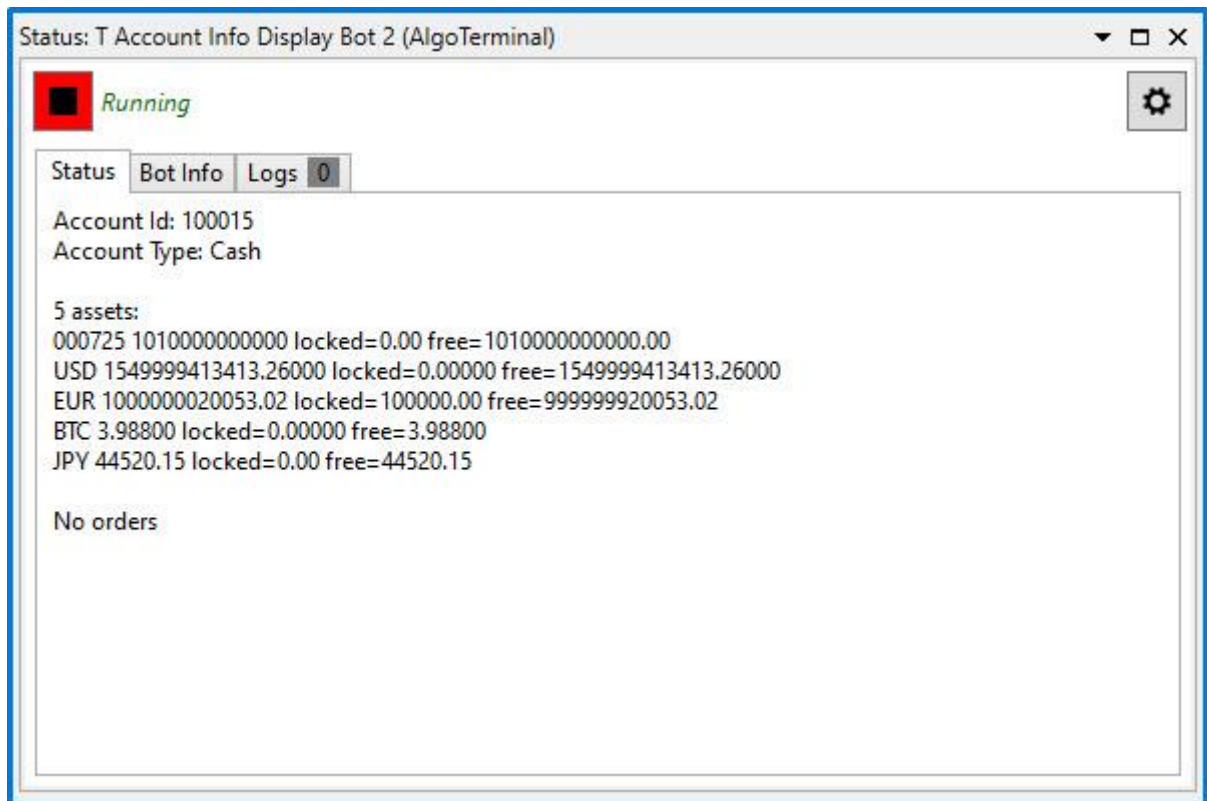 Status: T Account Info Display Bot 2 (AlgoTerminal)
Running
Status Bot Info Logs 0
Account Id: 100015
Account Type: Cash
5 assets:
000725 1010000000000 locked=0.00 free=1010000000000.00
USD 1549999413413.26000 locked=0.00000 free=1549999413413.26000
EUR 1000000020053.02 locked=100000.00 free=999999920053.02
BTC 3.98800 locked=0.00000 free=3.98800
JPY 44520.15 locked=0.00 free=44520.15
No orders